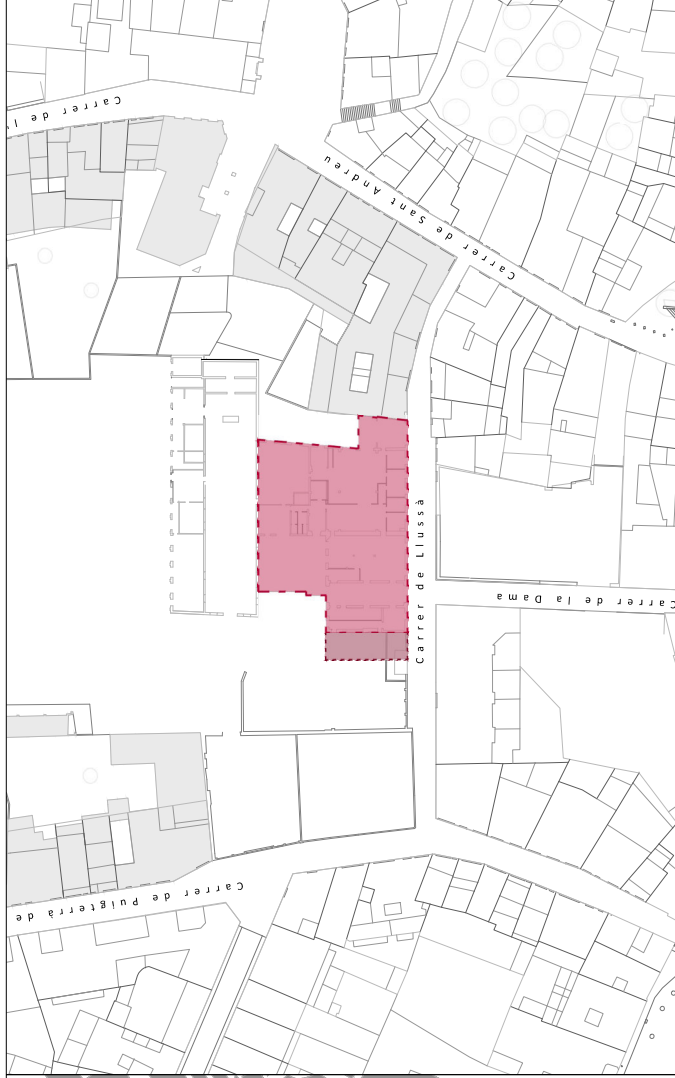 Carrer de l
Carrer de Sant Andreu
Carrer de Llussà
Carrer de la Dama
Carrer de Puigterrà de